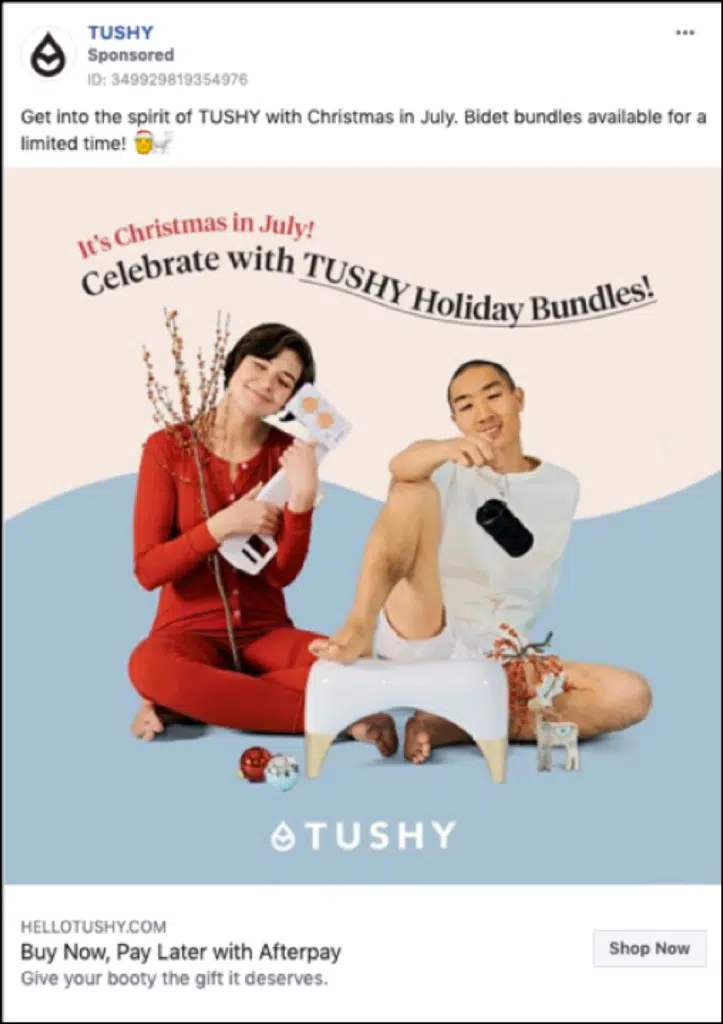 TUSHY
Sponsored
ID: 349929819354976
Get into the spirit of TUSHY with Christmas in July. Bidet bundles available for a
limited time! 🎅🐐
It's Christmas in July!
Celebrate with TUSHY Holiday Bundles!
TUSHY
HELLOTUSHY.COM
Buy Now, Pay Later with Afterpay
Give your booty the gift it deserves.
Shop Now